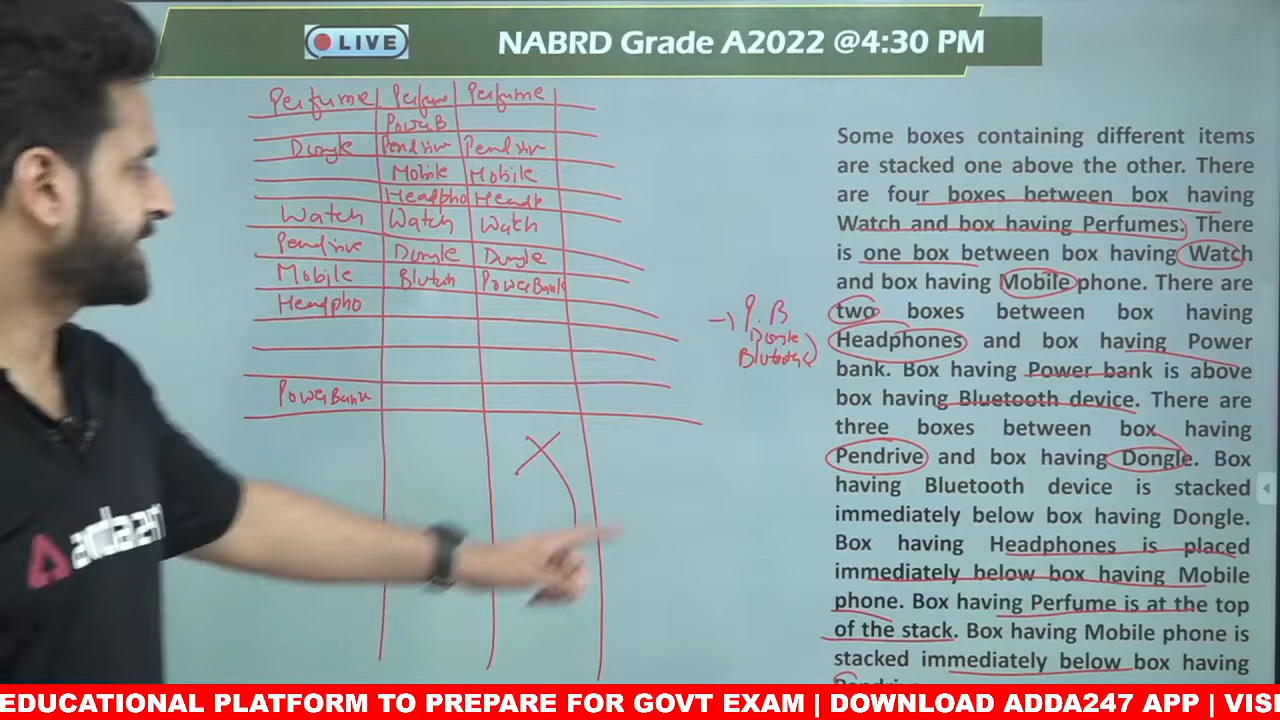 LIVE
NABRD Grade A2022 @4:30 PM
Perfume Perfume Perfume
PowerB
Dongle Pendrive Pendrive
Mobile Mobile
Headpho Headp
Watch Watch Watch
Pendirve Dongle Dongle
Mobile Blutooth PowerBank
Headpho
PowerBank
P.B
Dongle
Blutooth
Some boxes containing different items
are stacked one above the other. There
are four boxes between box having
Watch and box having Perfumes. There
is one box between box having Watch
and box having Mobile phone. There are
two boxes between box having
Headphones and box having Power
bank. Box having Power bank is above
box having Bluetooth device. There are
three boxes between box having
Pendrive and box having Dongle. Box
having Bluetooth device is stacked
immediately below box having Dongle.
Box having Headphones is placed
immediately below box having Mobile
phone. Box having Perfume is at the top
of the stack. Box having Mobile phone is
stacked immediately below box having
EDUCATIONAL PLATFORM TO PREPARE FOR GOVT EXAM | DOWNLOAD ADDA247 APP | VISI